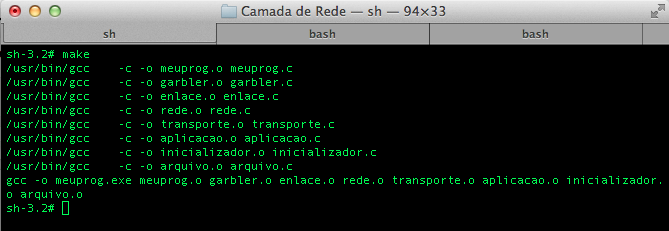 Camada de Rede — sh — 94×33
sh
bash
bash
sh-3.2# make
/usr/bin/gcc    -c -o meuprog.o meuprog.c
/usr/bin/gcc    -c -o garbler.o garbler.c
/usr/bin/gcc    -c -o enlace.o enlace.c
/usr/bin/gcc    -c -o rede.o rede.c
/usr/bin/gcc    -c -o transporte.o transporte.c
/usr/bin/gcc    -c -o aplicacao.o aplicacao.c
/usr/bin/gcc    -c -o inicializador.o inicializador.c
/usr/bin/gcc    -c -o arquivo.o arquivo.c
gcc -o meuprog.exe meuprog.o garbler.o enlace.o rede.o transporte.o aplicacao.o inicializador.
o arquivo.o
sh-3.2#